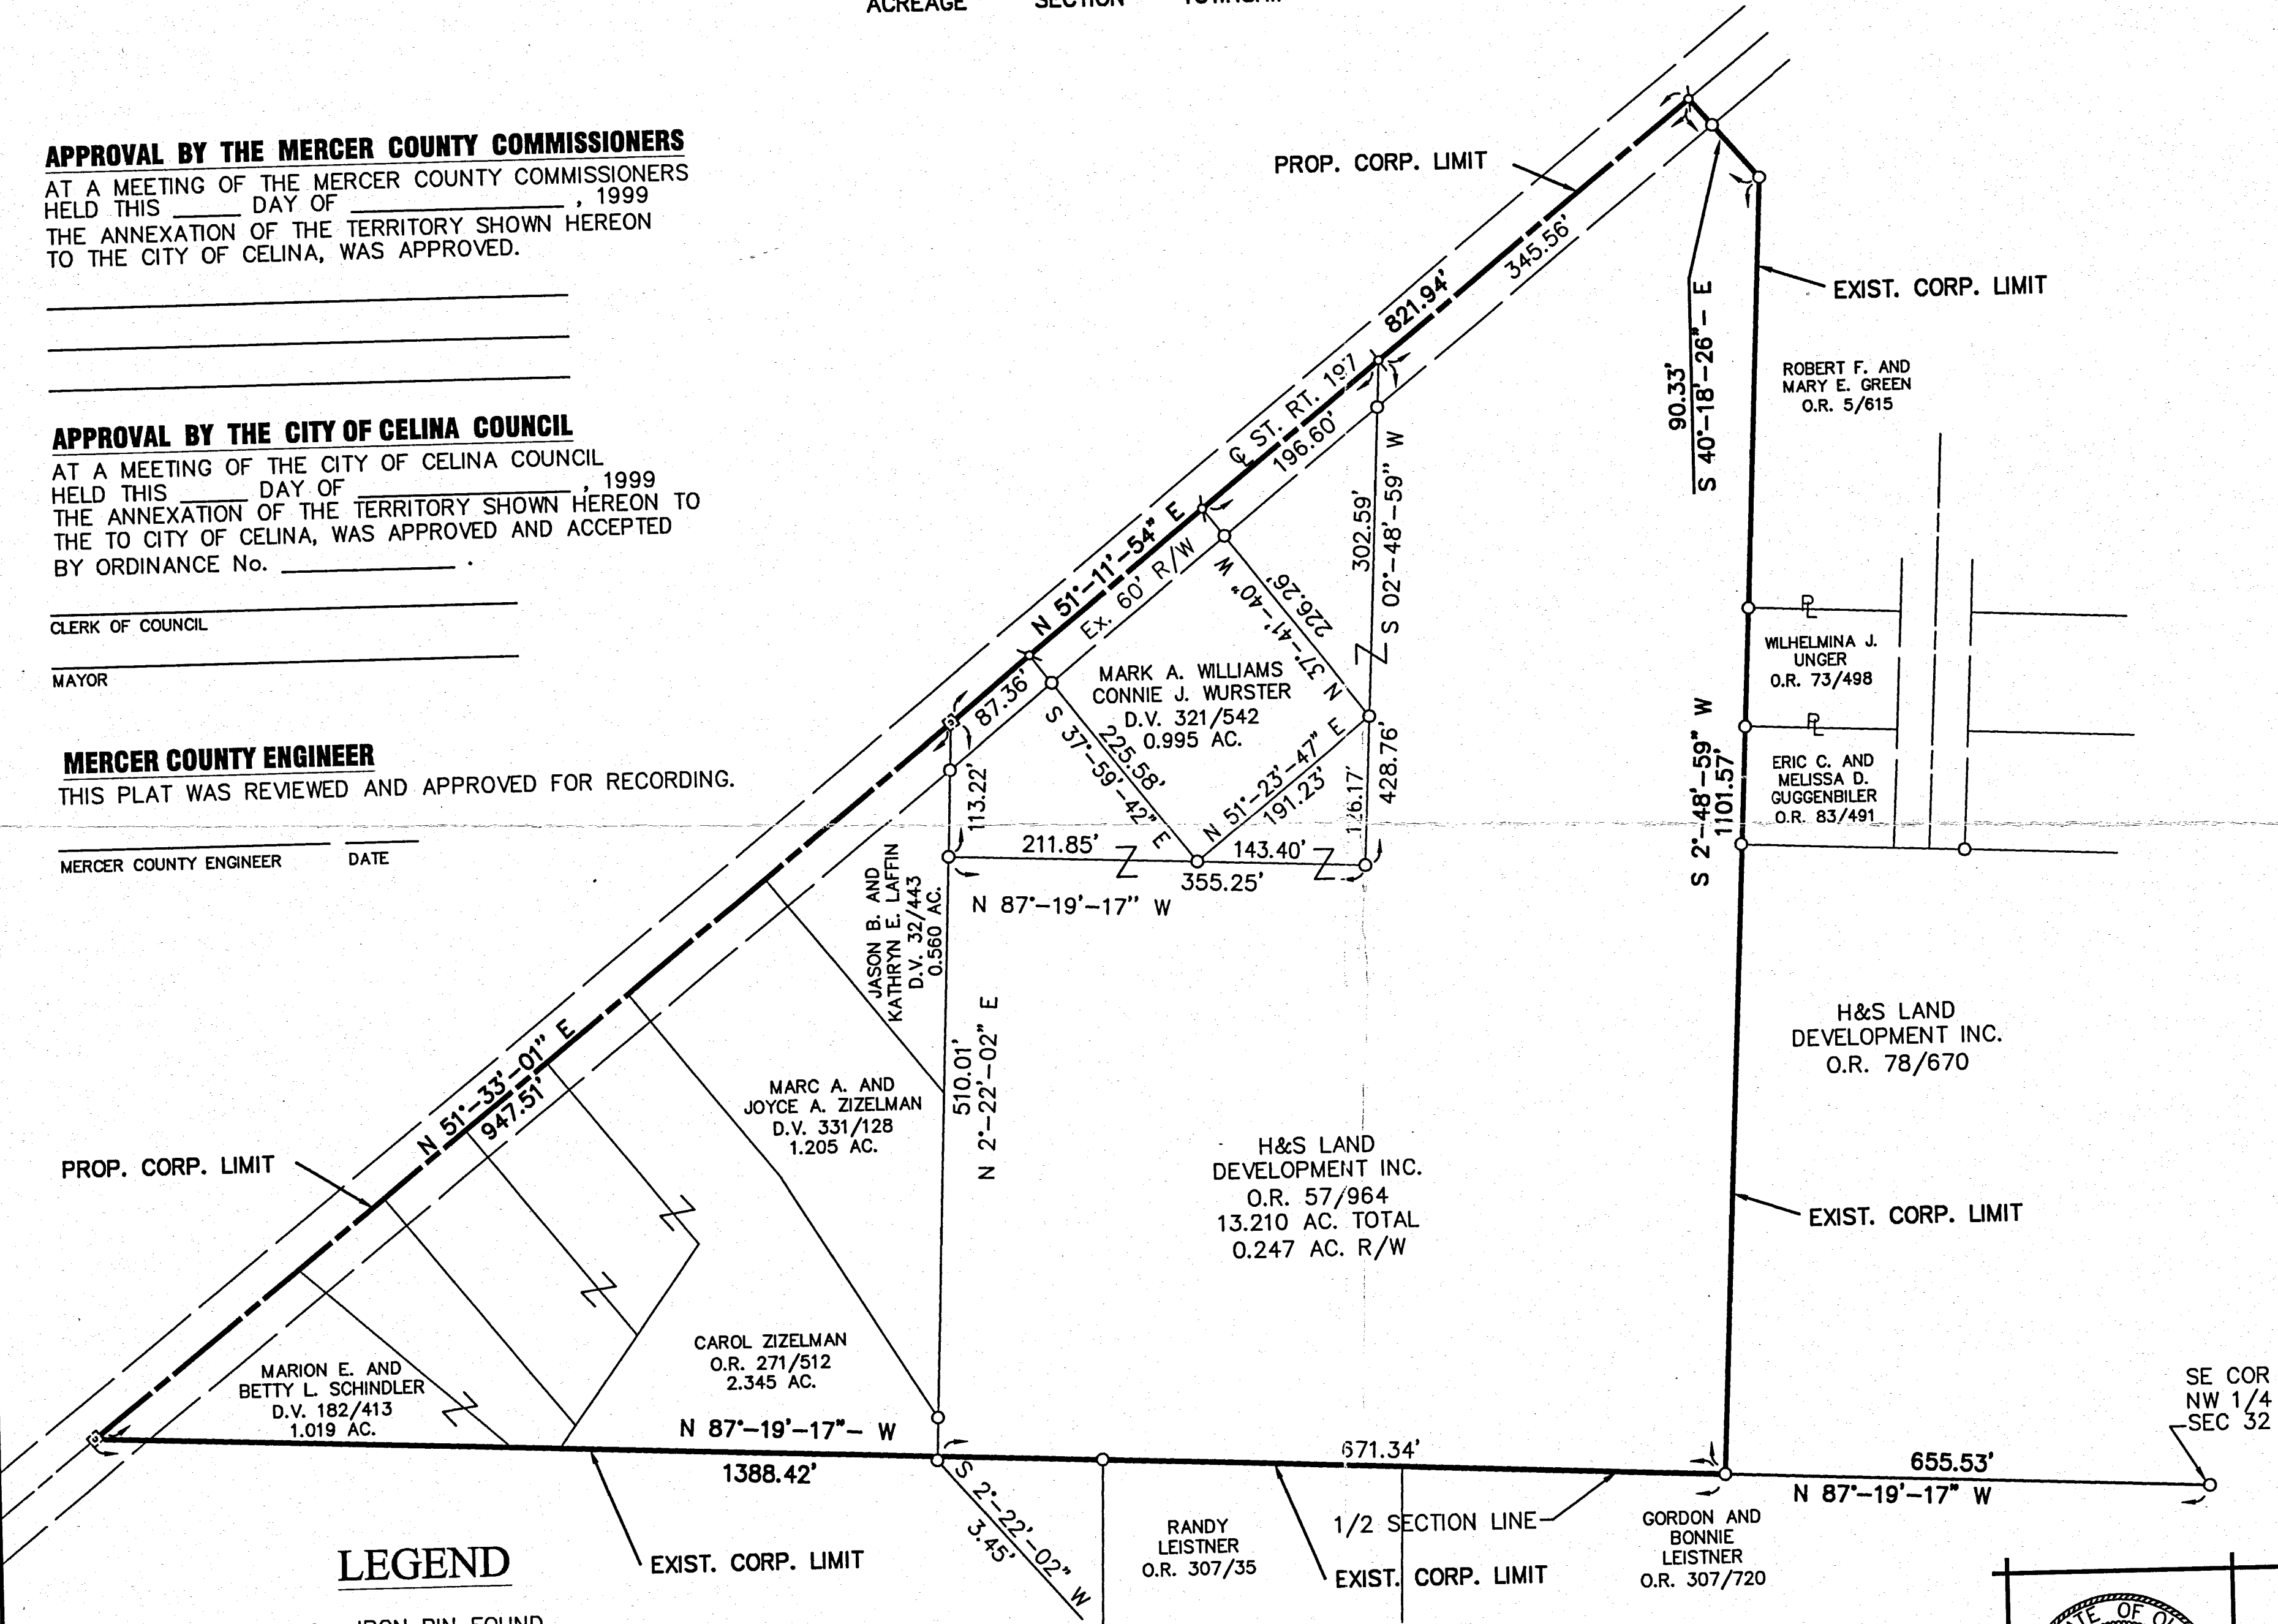 ACREAGE SECTION
APPROVAL BY THE MERCER COUNTY COMMISSIONERS
AT A MEETING OF THE MERCER COUNTY COMMISSIONERS
HELD THIS _____ DAY OF ________________ , 1999
THE ANNEXATION OF THE TERRITORY SHOWN HEREON
TO THE CITY OF CELINA, WAS APPROVED.
APPROVAL BY THE CITY OF CELINA COUNCIL
AT A MEETING OF THE CITY OF CELINA COUNCIL
HELD THIS _____ DAY OF ________________ , 1999
THE ANNEXATION OF THE TERRITORY SHOWN HEREON TO
THE TO CITY OF CELINA, WAS APPROVED AND ACCEPTED
BY ORDINANCE No. _____________ .
CLERK OF COUNCIL
MAYOR
MERCER COUNTY ENGINEER
THIS PLAT WAS REVIEWED AND APPROVED FOR RECORDING.
MERCER COUNTY ENGINEER DATE
PROP. CORP. LIMIT
345.56'
821.94'
℄ ST. RT. 197
196.60'
N 51°-11'-54" E
Ex. 60' R/W
87.36'
90.33'
S 40°-18'-26"- E
EXIST. CORP. LIMIT
ROBERT F. AND
MARY E. GREEN
O.R. 5/615
302.59'
S 02°-48'-59" W
226.26'
N 37°-41'-40" W
MARK A. WILLIAMS
CONNIE J. WURSTER
D.V. 321/542
0.995 AC.
225.58'
S 37°-59'-42" E
N 51°-23'-47" E
191.23'
126.17'
428.76'
113.22'
211.85'
143.40'
355.25'
N 87°-19'-17" W
PL
WILHELMINA J.
UNGER
O.R. 73/498
PL
ERIC C. AND
MELISSA D.
GUGGENBILER
O.R. 83/491
S 2°-48'-59" W
1101.57'
JASON B. AND
KATHRYN E. LAFFIN
D.V. 32/443
0.560 AC.
510.01'
N 2°-22'-02" E
N 51°-33'-01" E
947.51'
PROP. CORP. LIMIT
MARC A. AND
JOYCE A. ZIZELMAN
D.V. 331/128
1.205 AC.
H&S LAND
DEVELOPMENT INC.
O.R. 57/964
13.210 AC. TOTAL
0.247 AC. R/W
H&S LAND
DEVELOPMENT INC.
O.R. 78/670
EXIST. CORP. LIMIT
MARION E. AND
BETTY L. SCHINDLER
D.V. 182/413
1.019 AC.
CAROL ZIZELMAN
O.R. 271/512
2.345 AC.
N 87°-19'-17"- W
1388.42'
671.34'
SE COR
NW 1/4
SEC 32
655.53'
N 87°-19'-17" W
S 2°-22'-02" W
3.45'
RANDY
LEISTNER
O.R. 307/35
1/2 SECTION LINE
GORDON AND
BONNIE
LEISTNER
O.R. 307/720
EXIST. CORP. LIMIT
EXIST. CORP. LIMIT
LEGEND
IRON PIN FOUND